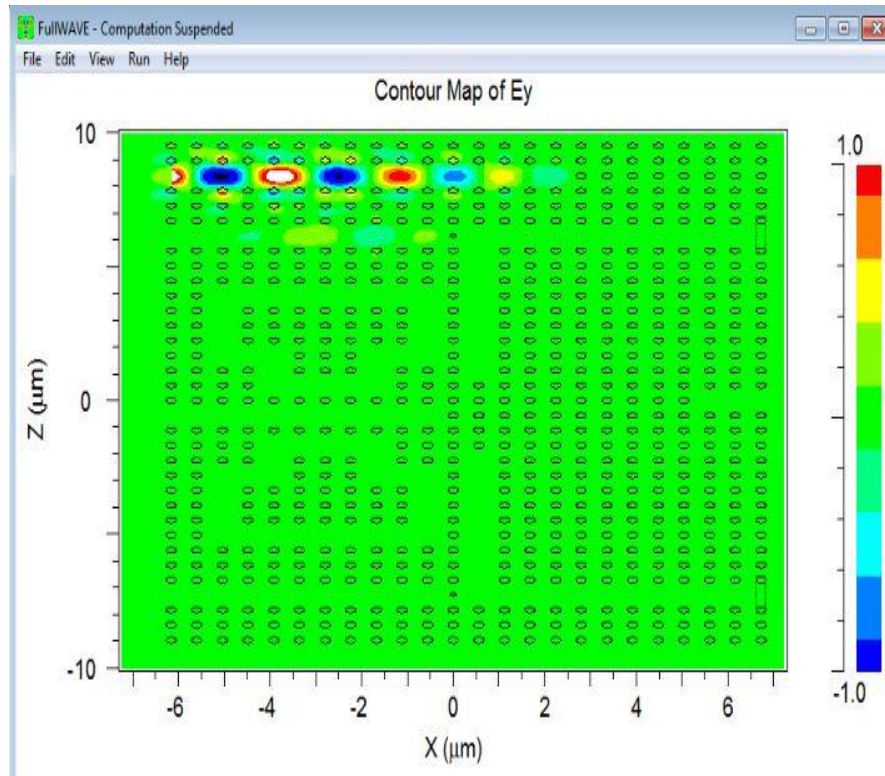 FullWAVE - Computation Suspended
File Edit View Run Help
Contour Map of Ey
10
0
-10
Z (μm)
-6 -4 -2 0 2 4 6
X (μm)
1.0
-1.0